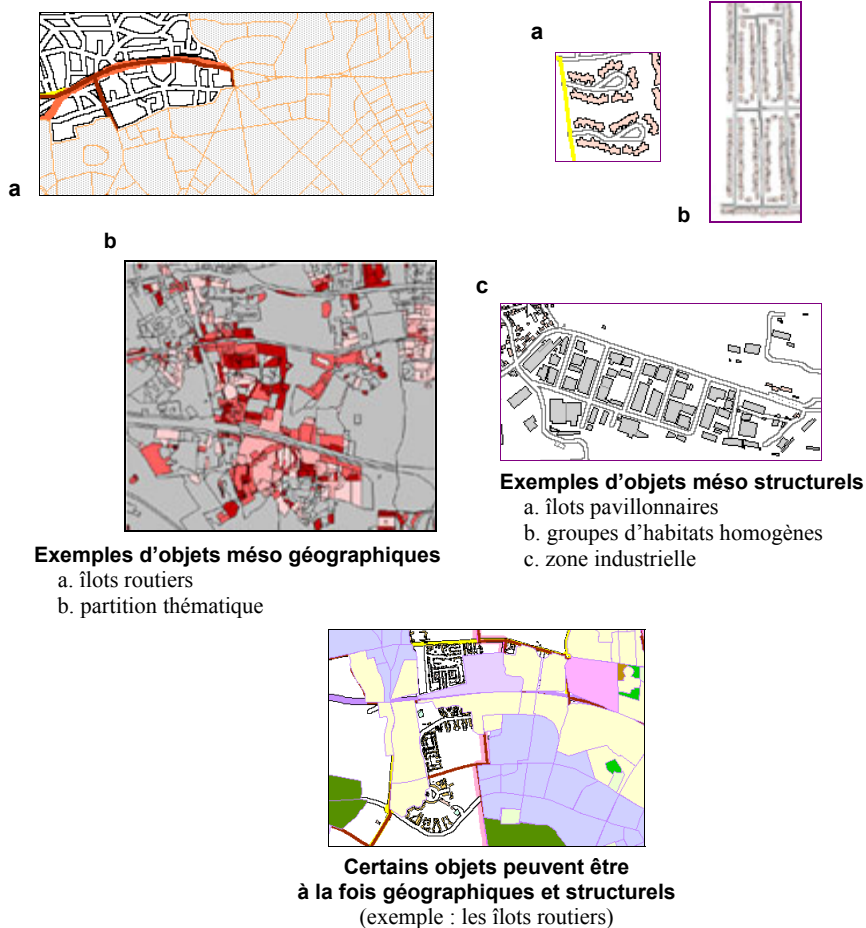 a
b
Exemples d’objets méso géographiques
a. îlots routiers
b. partition thématique
a
b
c
Exemples d’objets méso structurels
a. îlots pavillonnaires
b. groupes d’habitats homogènes
c. zone industrielle
Certains objets peuvent être
à la fois géographiques et structurels
(exemple : les îlots routiers)